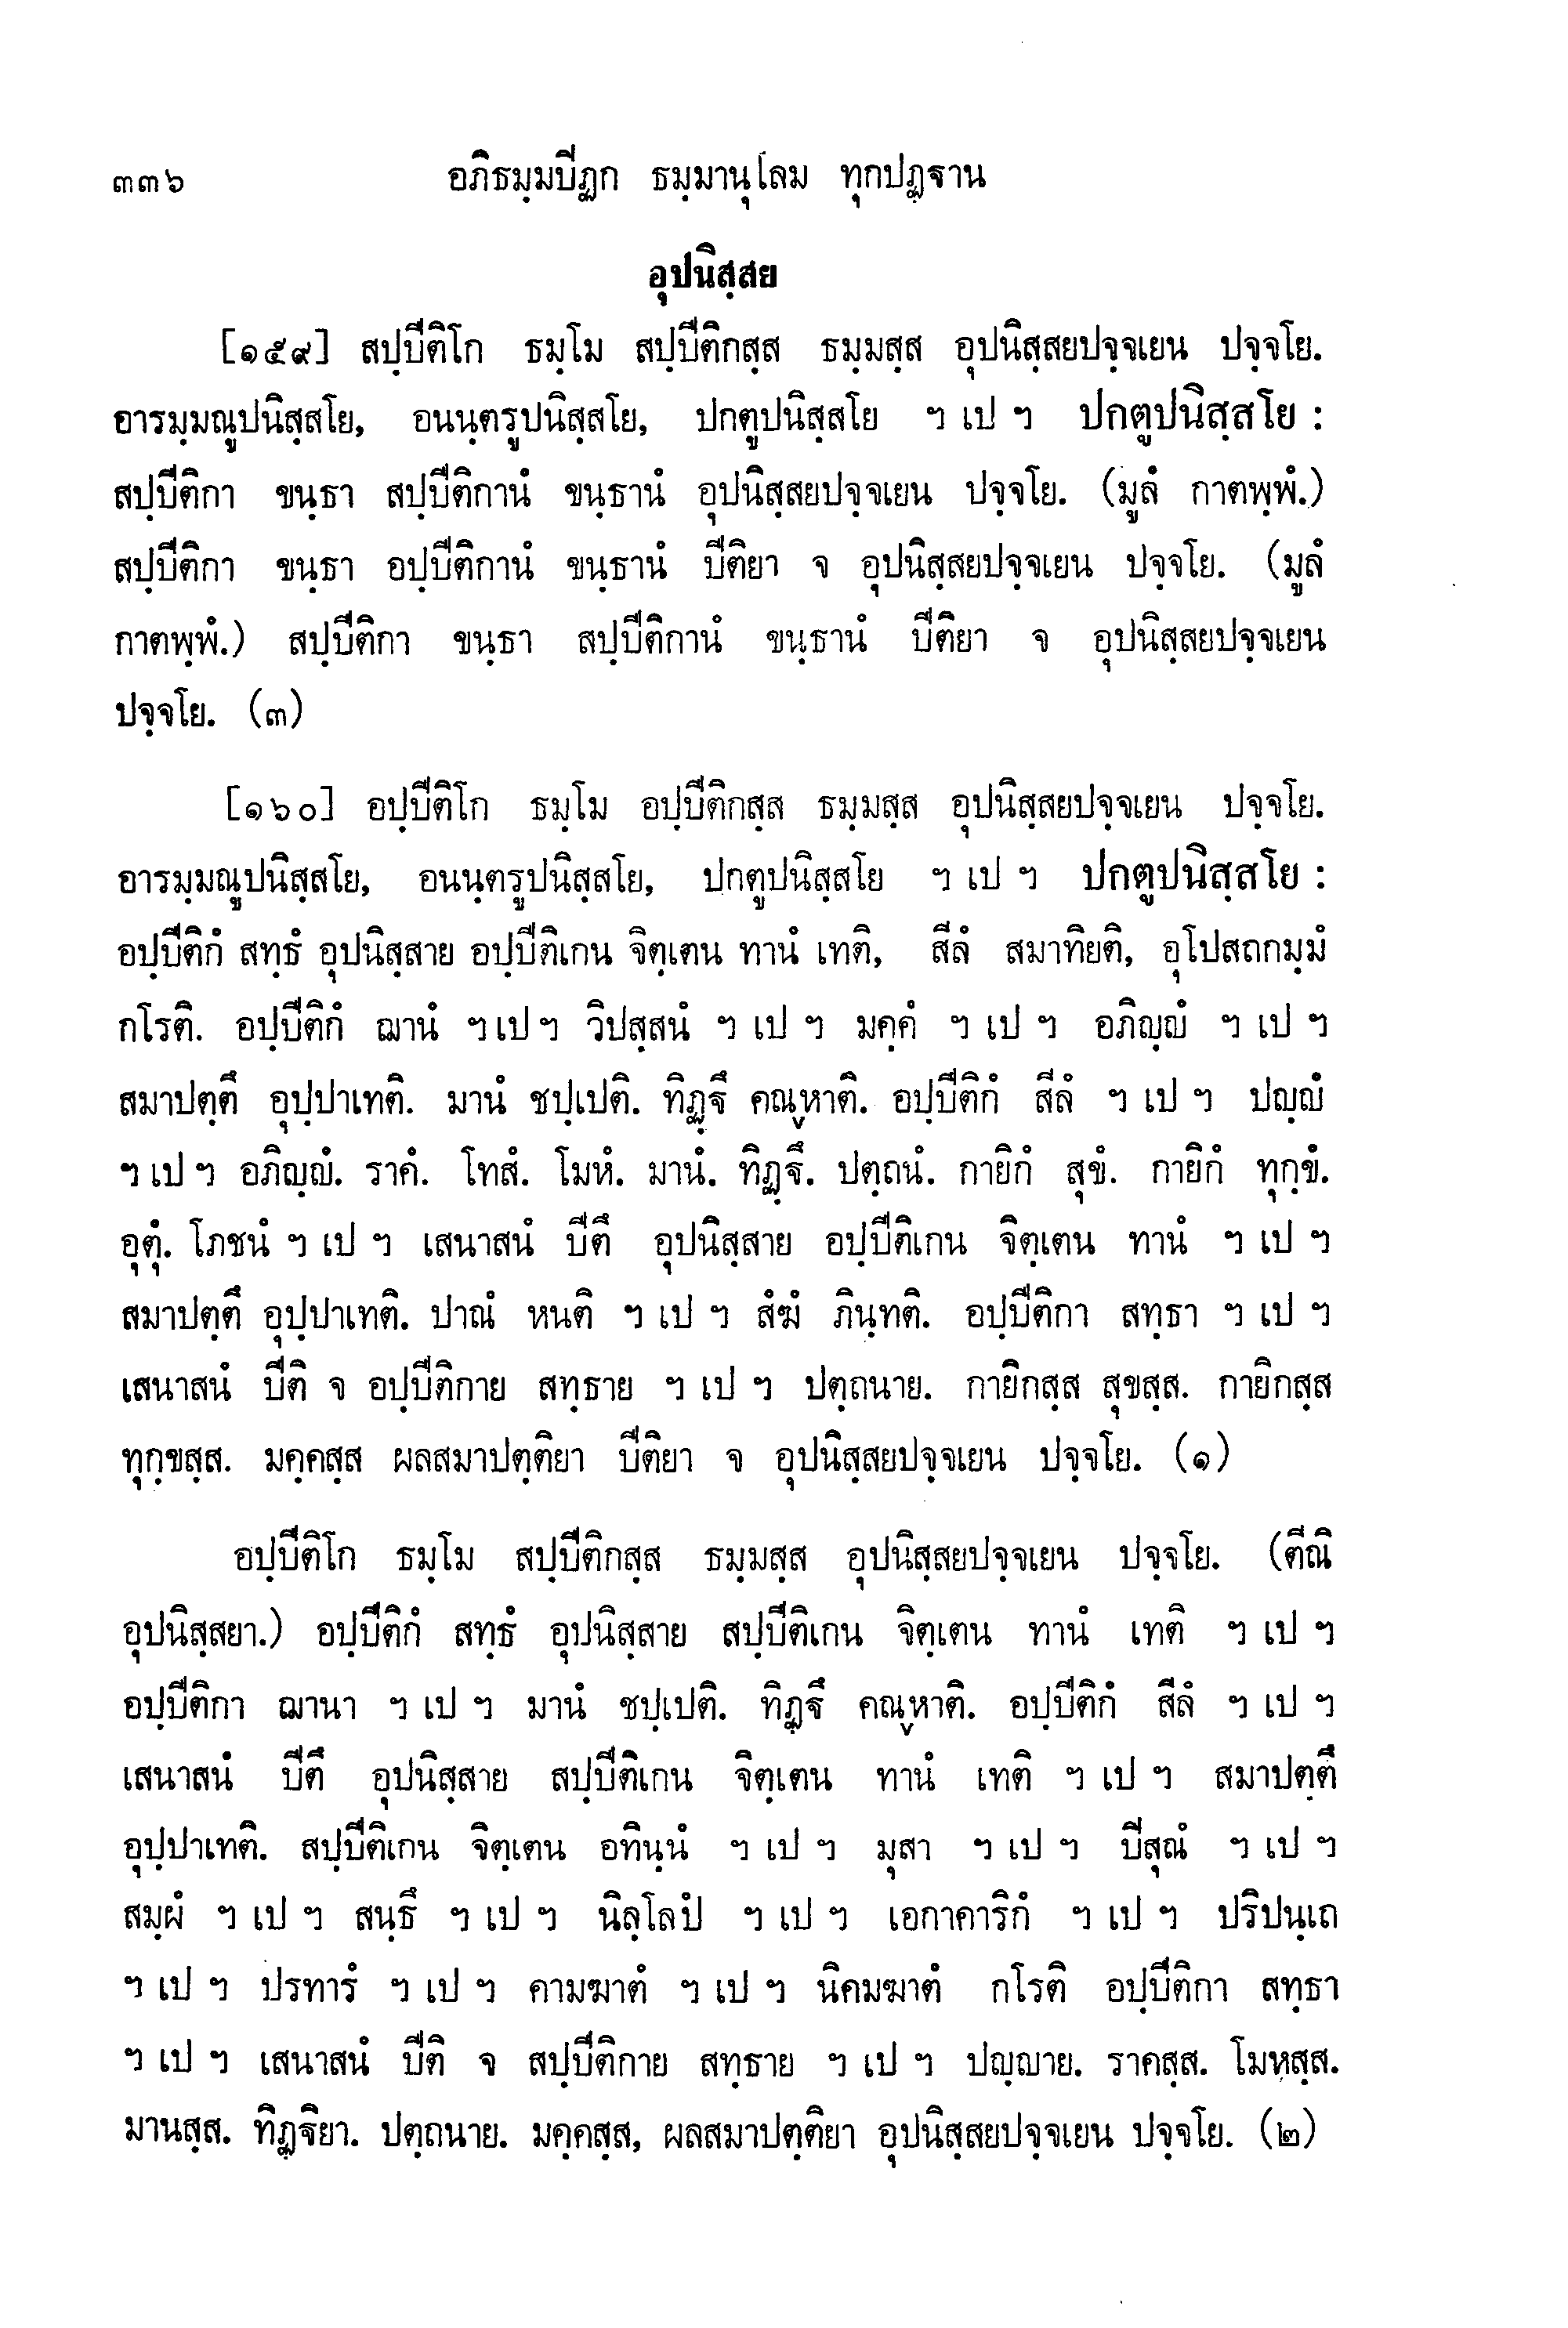 ๓๓๖ อภิธมฺมปีฏก ธมฺมานุโลม ทุกปฏฺฐาน
อุปนิสฺสย
[๑๕๙] สปฺปีติโก ธมฺโม สปฺปีติกสฺส ธมฺมสฺส อุปนิสฺสยปจฺจเยน ปจฺจโย.
อารมฺมณูปนิสฺสโย, อนนฺตรูปนิสฺสโย, ปกตูปนิสฺสโย ฯ เป ฯ ปกตูปนิสฺสโย :
สปฺปีติกา ขนฺธา สปฺปีติกานํ ขนฺธานํ อุปนิสฺสยปจฺจเยน ปจฺจโย. (มูลํ กาตพฺพํ.)
สปฺปีติกา ขนฺธา อปฺปีติกานํ ขนฺธานํ ปีติยา จ อุปนิสฺสยปจฺจเยน ปจฺจโย. (มูลํ
กาตพฺพํ.) สปฺปีติกา ขนฺธา สปฺปีติกานํ ขนฺธานํ ปีติยา จ อุปนิสฺสยปจฺจเยน
ปจฺจโย. (๓)
[๑๖๐] อปฺปีติโก ธมฺโม อปฺปีติกสฺส ธมฺมสฺส อุปนิสฺสยปจฺจเยน ปจฺจโย.
อารมฺมณูปนิสฺสโย, อนนฺตรูปนิสฺสโย, ปกตูปนิสฺสโย ฯ เป ฯ ปกตูปนิสฺสโย :
อปฺปีติกํ สทฺธํ อุปนิสฺสาย อปฺปีติเกน จิตฺเตน ทานํ เทติ, สีลํ สมาทิยติ, อุโปสถกมฺมํ
กโรติ. อปฺปีติกํ ฌานํ ฯ เป ฯ วิปสฺสนํ ฯ เป ฯ มคฺคํ ฯ เป ฯ อภิญฺญํ ฯ เป ฯ
สมาปตฺตึ อุปฺปาเทติ. มานํ ชปฺเปติ. ทิฏฺฐึ คณฺหาติ. อปฺปีติกํ สีลํ ฯ เป ฯ ปญฺญํ
ฯ เป ฯ อภิญฺญํ. ราคํ. โทสํ. โมหํ. มานํ. ทิฏฺฐึ. ปตฺถนํ. กายิกํ สุขํ. กายิกํ ทุกฺขํ.
อุตุํ. โภชนํ ฯ เป ฯ เสนาสนํ ปีตึ อุปนิสฺสาย อปฺปีติเกน จิตฺเตน ทานํ ฯ เป ฯ
สมาปตฺตึ อุปฺปาเทติ. ปาณํ หนติ ฯ เป ฯ สํฆํ ภินฺทติ. อปฺปีติกา สทฺธา ฯ เป ฯ
เสนาสนํ ปีติ จ อปฺปีติกาย สทฺธาย ฯ เป ฯ ปตฺถนาย. กายิกสฺส สุขสฺส. กายิกสฺส
ทุกฺขสฺส. มคฺคสฺส ผลสมาปตฺติยา ปีติยา จ อุปนิสฺสยปจฺจเยน ปจฺจโย. (๑)
อปฺปีติโก ธมฺโม สปฺปีติกสฺส ธมฺมสฺส อุปนิสฺสยปจฺจเยน ปจฺจโย. (ตีณิ
อุปนิสฺสยา.) อปฺปีติกํ สทฺธํ อุปนิสฺสาย สปฺปีติเกน จิตฺเตน ทานํ เทติ ฯ เป ฯ
อปฺปีติกา ฌานา ฯ เป ฯ มานํ ชปฺเปติ. ทิฏฺฐึ คณฺหาติ. อปฺปีติกํ สีลํ ฯ เป ฯ
เสนาสนํ ปีตึ อุปนิสฺสาย สปฺปีติเกน จิตฺเตน ทานํ เทติ ฯ เป ฯ สมาปตฺตึ
อุปฺปาเทติ. สปฺปีติเกน จิตฺเตน อทินฺนํ ฯ เป ฯ มุสา ฯ เป ฯ ปีสุณํ ฯ เป ฯ
สมฺผํ ฯ เป ฯ สนฺธึ ฯ เป ฯ นิลฺโลปํ ฯ เป ฯ เอกาคาริกํ ฯ เป ฯ ปริปนฺเถ
ฯ เป ฯ ปรทารํ ฯ เป ฯ คามฆาตํ ฯ เป ฯ นิคมฆาตํ กโรติ อปฺปีติกา สทฺธา
ฯ เป ฯ เสนาสนํ ปีติ จ สปฺปีติกาย สทฺธาย ฯ เป ฯ ปญฺญาย. ราคสฺส. โมหสฺส.
มานสฺส. ทิฏฺฐิยา. ปตฺถนาย. มคฺคสฺส, ผลสมาปตฺติยา อุปนิสฺสยปจฺจเยน ปจฺจโย. (๒)